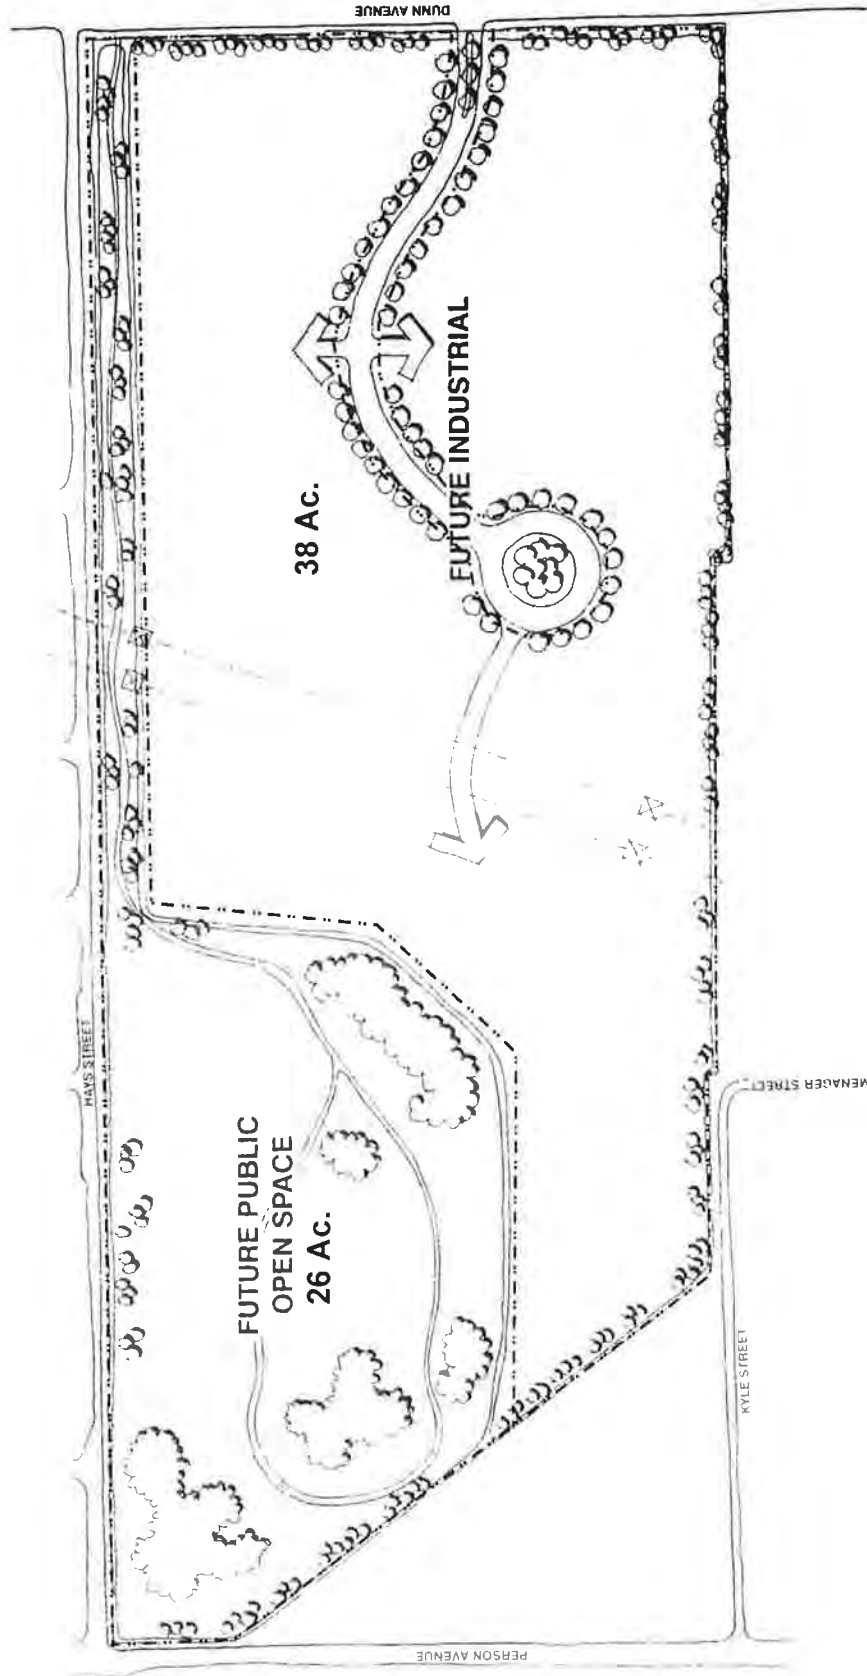 DUNN AVENUE
HAYS STREET
38 Ac.
FUTURE INDUSTRIAL
FUTURE PUBLIC
OPEN SPACE
26 Ac.
MENAGER STREET
KYLE STREET
PERSON AVENUE